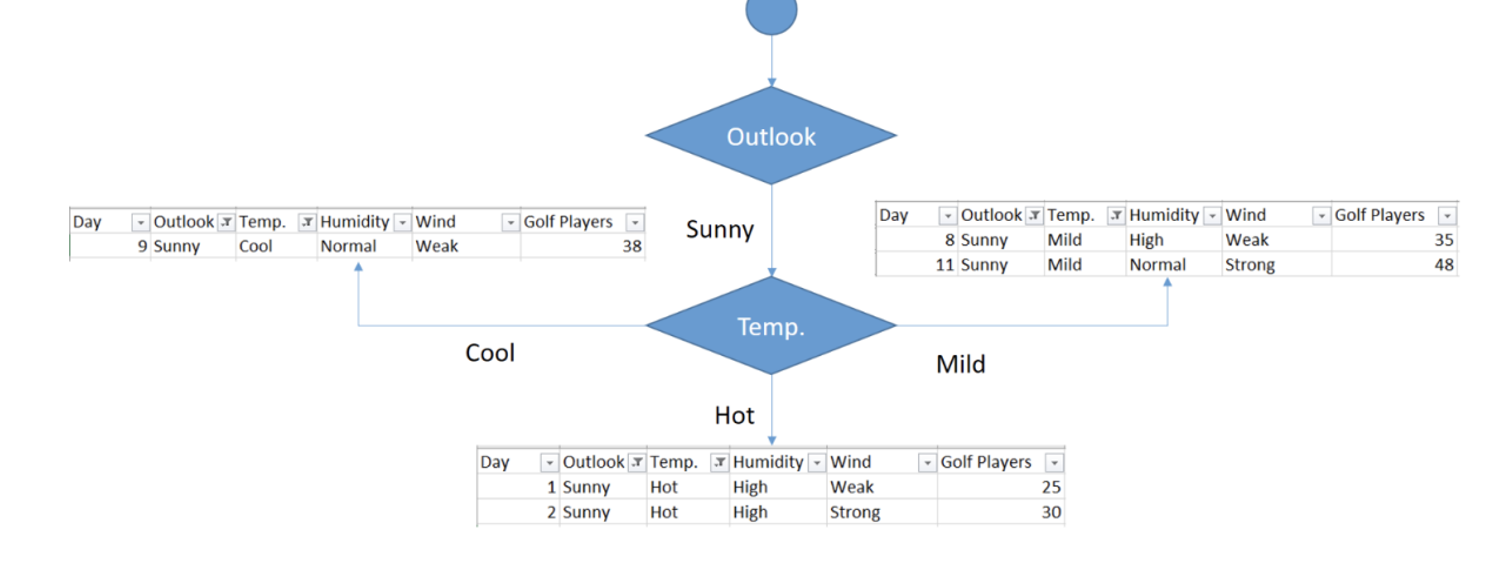 Outlook
Sunny
Day Outlook Temp. Humidity Wind Golf Players
9 Sunny Cool Normal Weak 38
Day Outlook Temp. Humidity Wind Golf Players
8 Sunny Mild High Weak 35
11 Sunny Mild Normal Strong 48
Temp.
Cool
Mild
Hot
Day Outlook Temp. Humidity Wind Golf Players
1 Sunny Hot High Weak 25
2 Sunny Hot High Strong 30